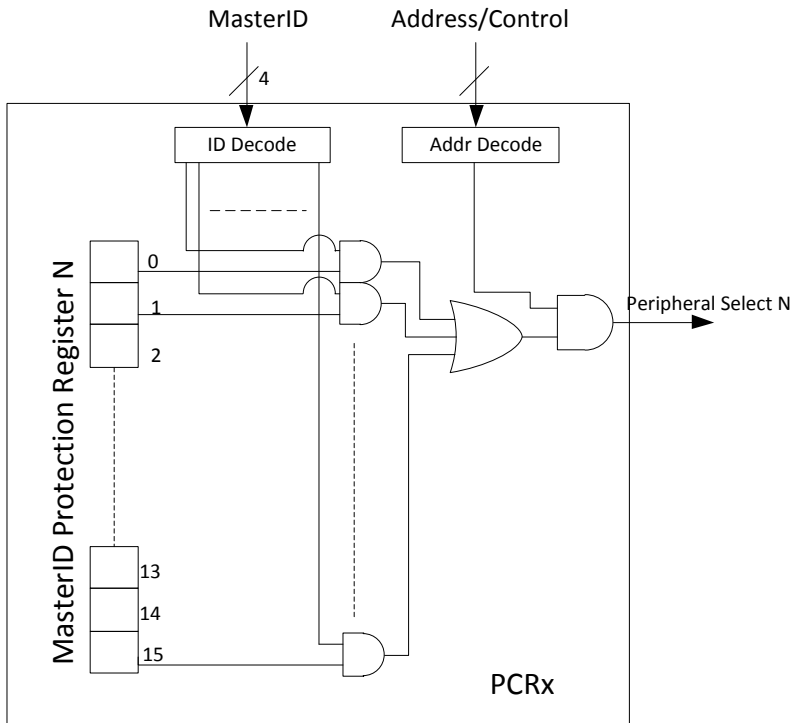 MasterID
Address/Control
4
ID Decode
Addr Decode
MasterID Protection Register N
0
1
2
13
14
15
Peripheral Select N
PCRx